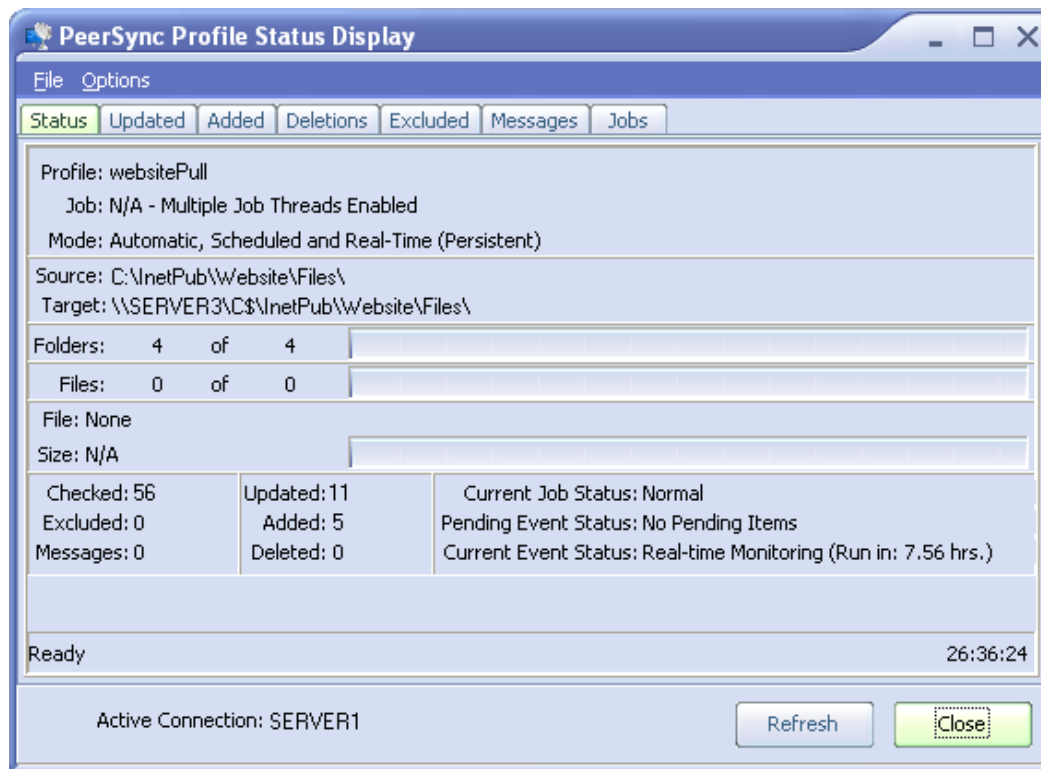 PeerSync Profile Status Display
File Options
Status Updated Added Deletions Excluded Messages Jobs
Profile: websitePull
Job: N/A - Multiple Job Threads Enabled
Mode: Automatic, Scheduled and Real-Time (Persistent)
Source: C:\InetPub\Website\Files\
Target: \\SERVER3\C$\InetPub\Website\Files\
Folders: 4 of 4
Files: 0 of 0
File: None
Size: N/A
Checked: 56 Updated: 11 Current Job Status: Normal
Excluded: 0 Added: 5 Pending Event Status: No Pending Items
Messages: 0 Deleted: 0 Current Event Status: Real-time Monitoring (Run in: 7.56 hrs.)
Ready 26:36:24
Active Connection: SERVER1 Refresh Close